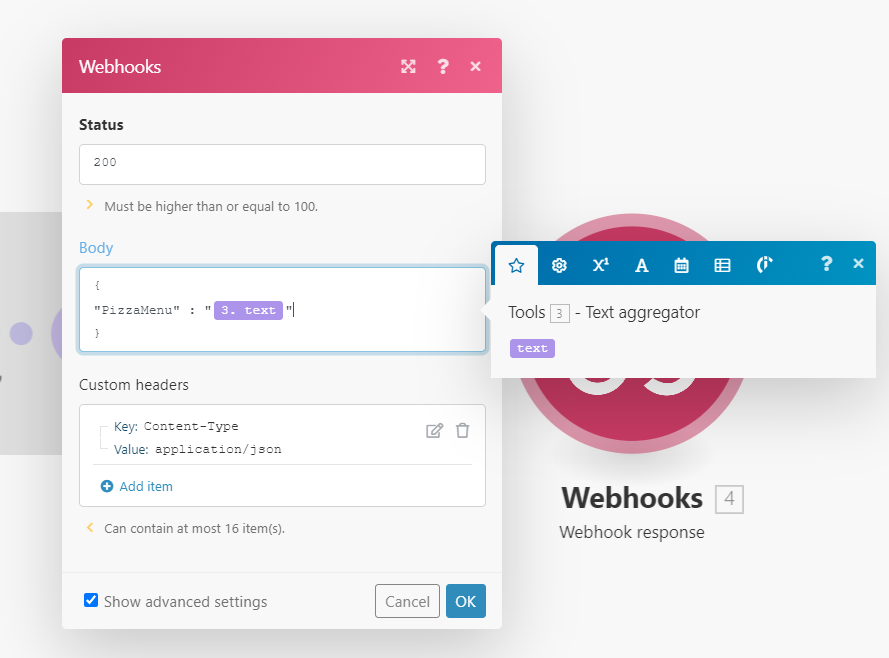 Webhooks
Status
200
Must be higher than or equal to 100.
Body
{
"PizzaMenu" : "3. text"
}
Custom headers
Key: Content-Type
Value: application/json
Add item
Can contain at most 16 item(s).
Show advanced settings
Cancel
OK
Tools 3 - Text aggregator
text
Webhooks 4
Webhook response